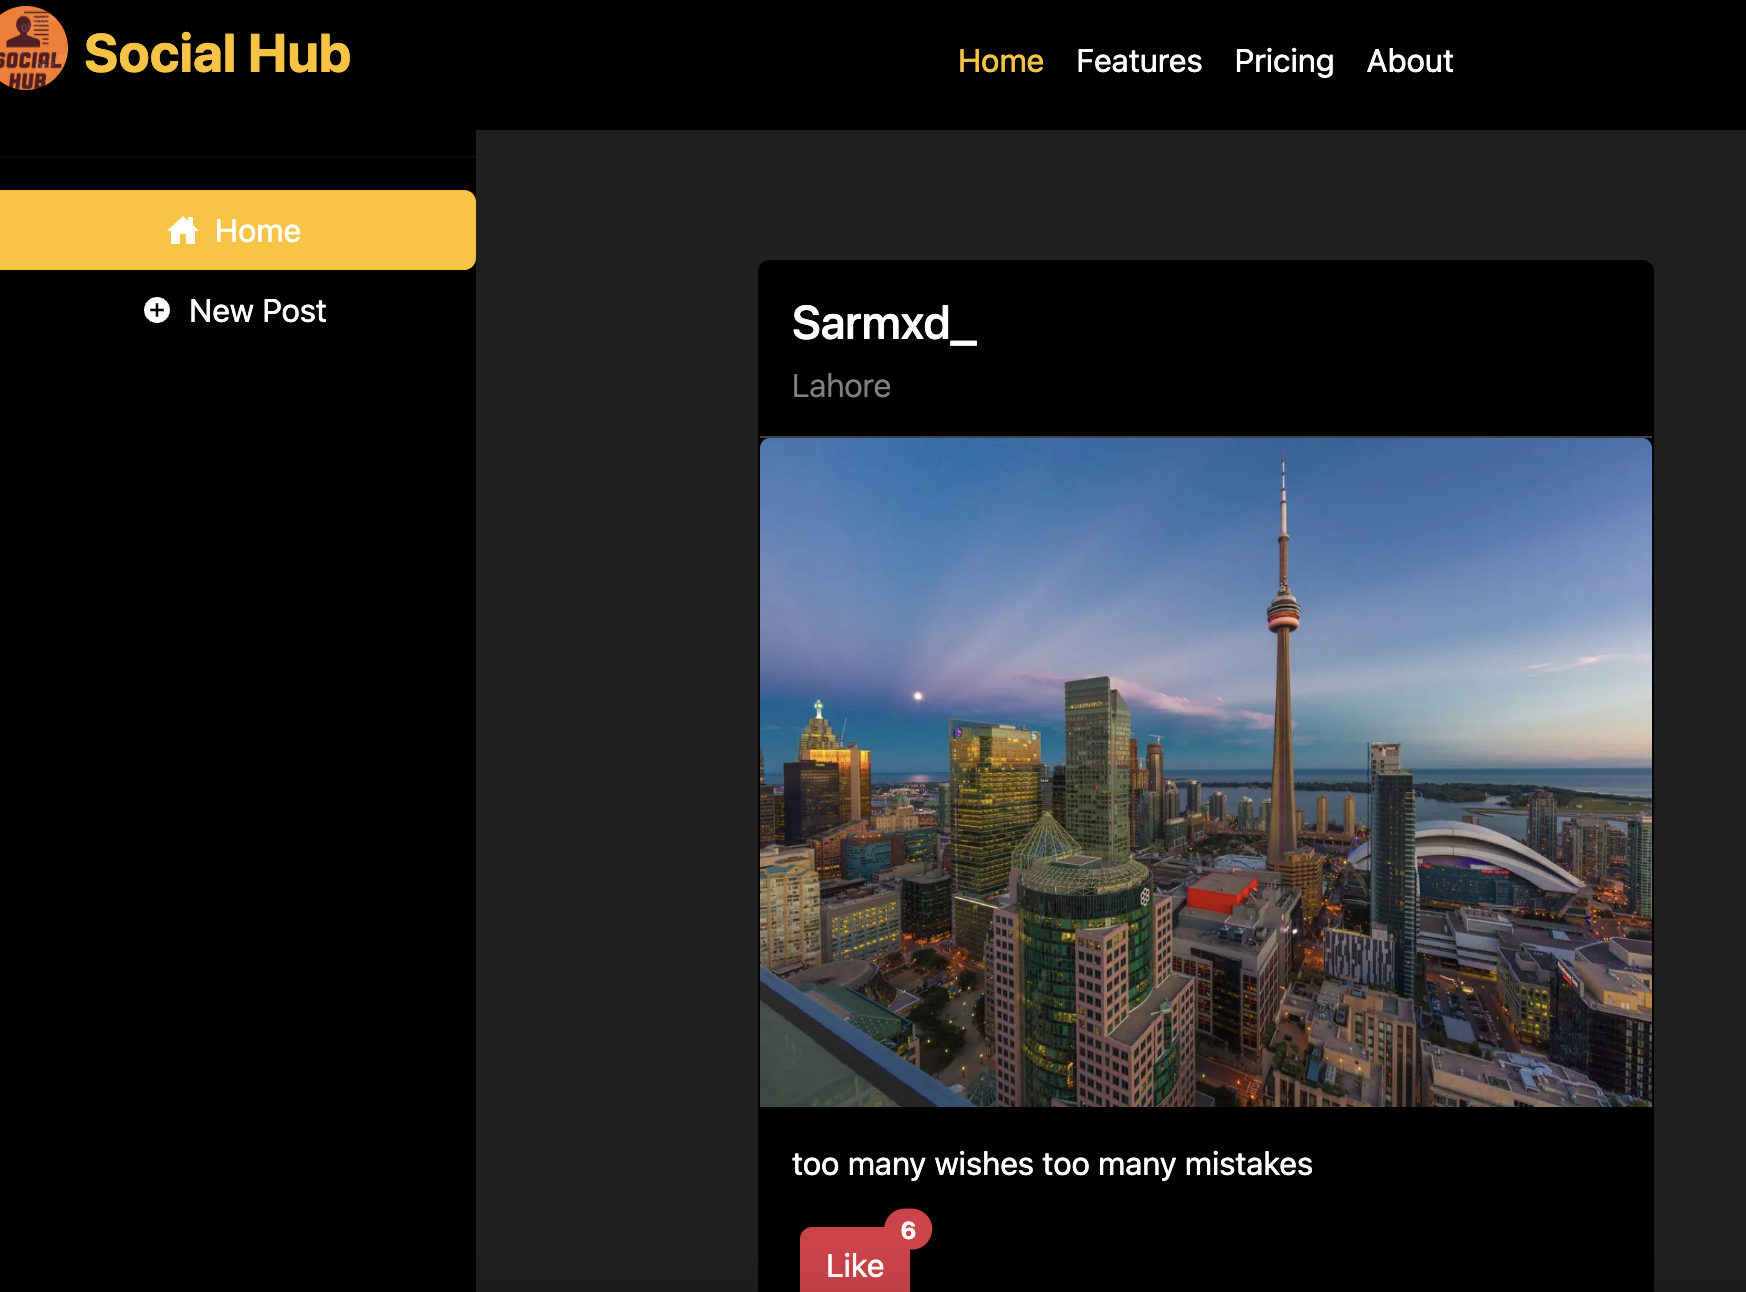 SOCIAL
HUB
Social Hub
Home
Features
Pricing
About
Home
New Post
Sarmxd_
Lahore
too many wishes too many mistakes
6
Like